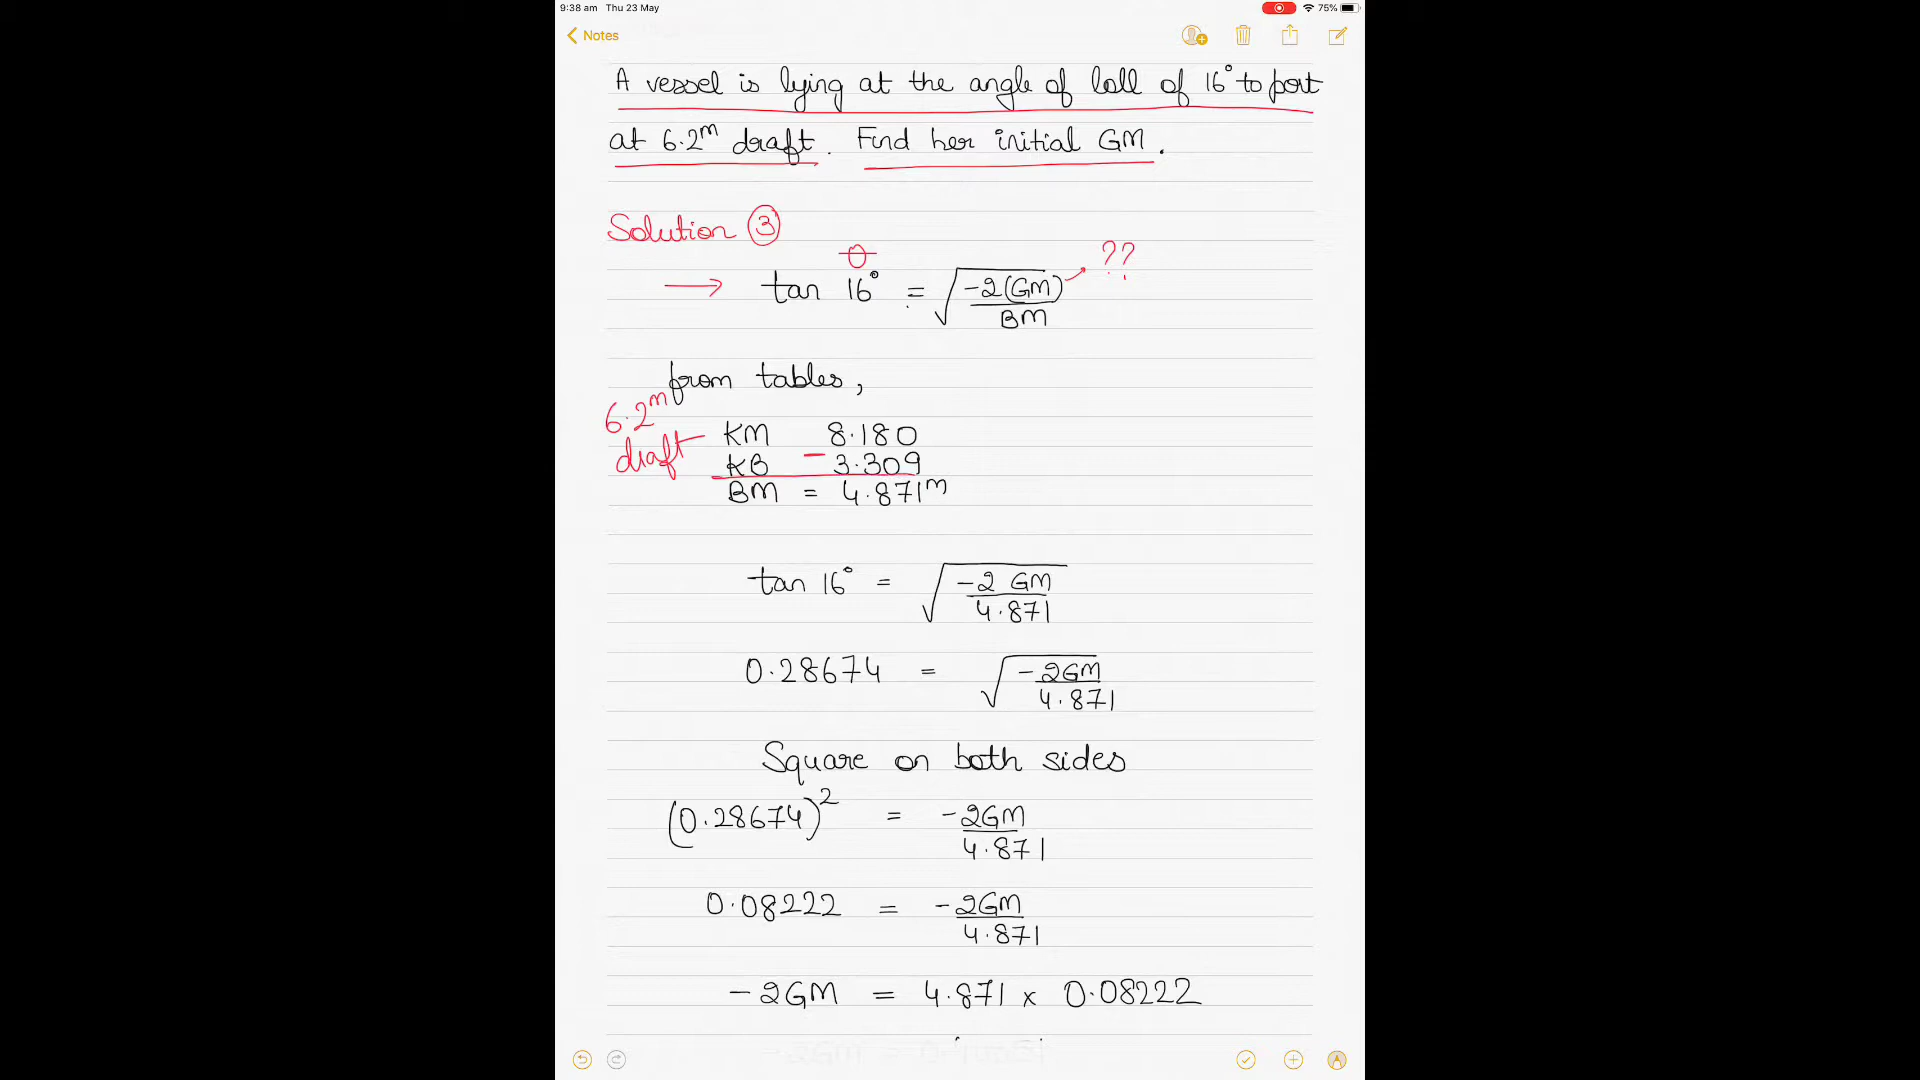 9:38 am Thu 23 May
75%
Notes
A vessel is lying at the angle of loll of 16° to port
at 6.2m draft. Find her initial GM.
Solution 3
θ
??
→ tan 16° = √-2(GM)/BM
from tables,
6.2m draft
KM 8.180
KB - 3.309
BM = 4.871m
tan 16° = √-2 GM/4.871
0.28674 = √-2GM/4.871
Square on both sides
(0.28674)² = -2GM/4.871
0.08222 = -2GM/4.871
-2GM = 4.871 x 0.08222